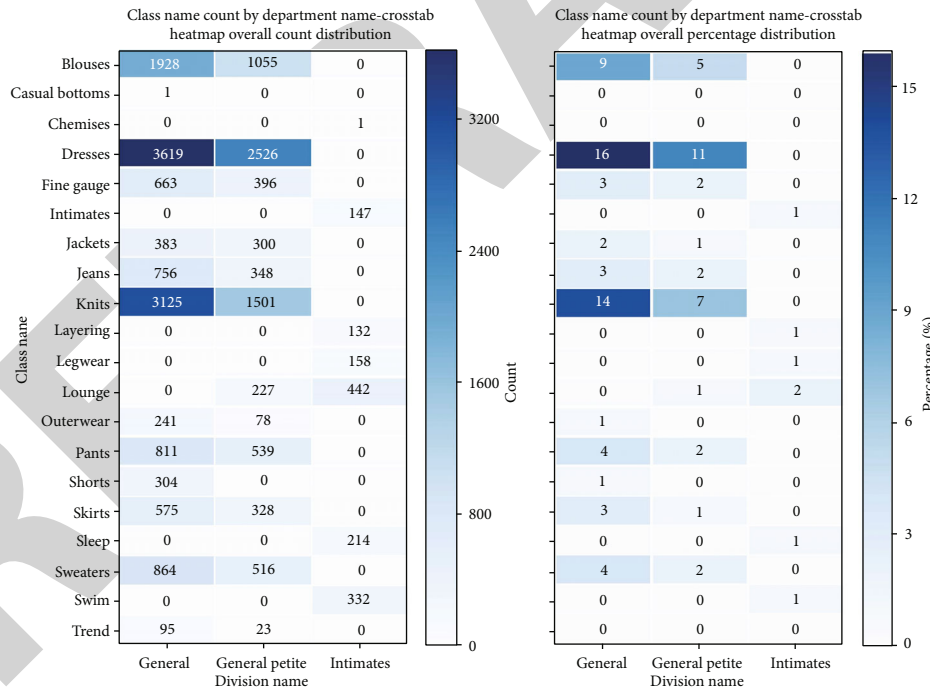 Class name count by department name-crosstab
heatmap overall count distribution
Class name
Blouses 1928 1055 0
Casual bottoms 1 0 0
Chemises 0 0 1
Dresses 3619 2526 0
Fine gauge 663 396 0
Intimates 0 0 147
Jackets 383 300 0
Jeans 756 348 0
Knits 3125 1501 0
Layering 0 0 132
Legwear 0 0 158
Lounge 0 227 442
Outerwear 241 78 0
Pants 811 539 0
Shorts 304 0 0
Skirts 575 328 0
Sleep 0 0 214
Sweaters 864 516 0
Swim 0 0 332
Trend 95 23 0
General General petite Intimates
Division name
3200
2400
1600
800
0
Count
Class name count by department name-crosstab
heatmap overall percentage distribution
9 5 0
0 0 0
0 0 0
16 11 0
3 2 0
0 0 1
2 1 0
3 2 0
14 7 0
0 0 1
0 0 1
0 1 2
1 0 0
4 2 0
1 0 0
3 1 0
0 0 1
4 2 0
0 0 1
0 0 0
General General petite Intimates
Division name
15
12
9
6
3
0
Percentage (%)